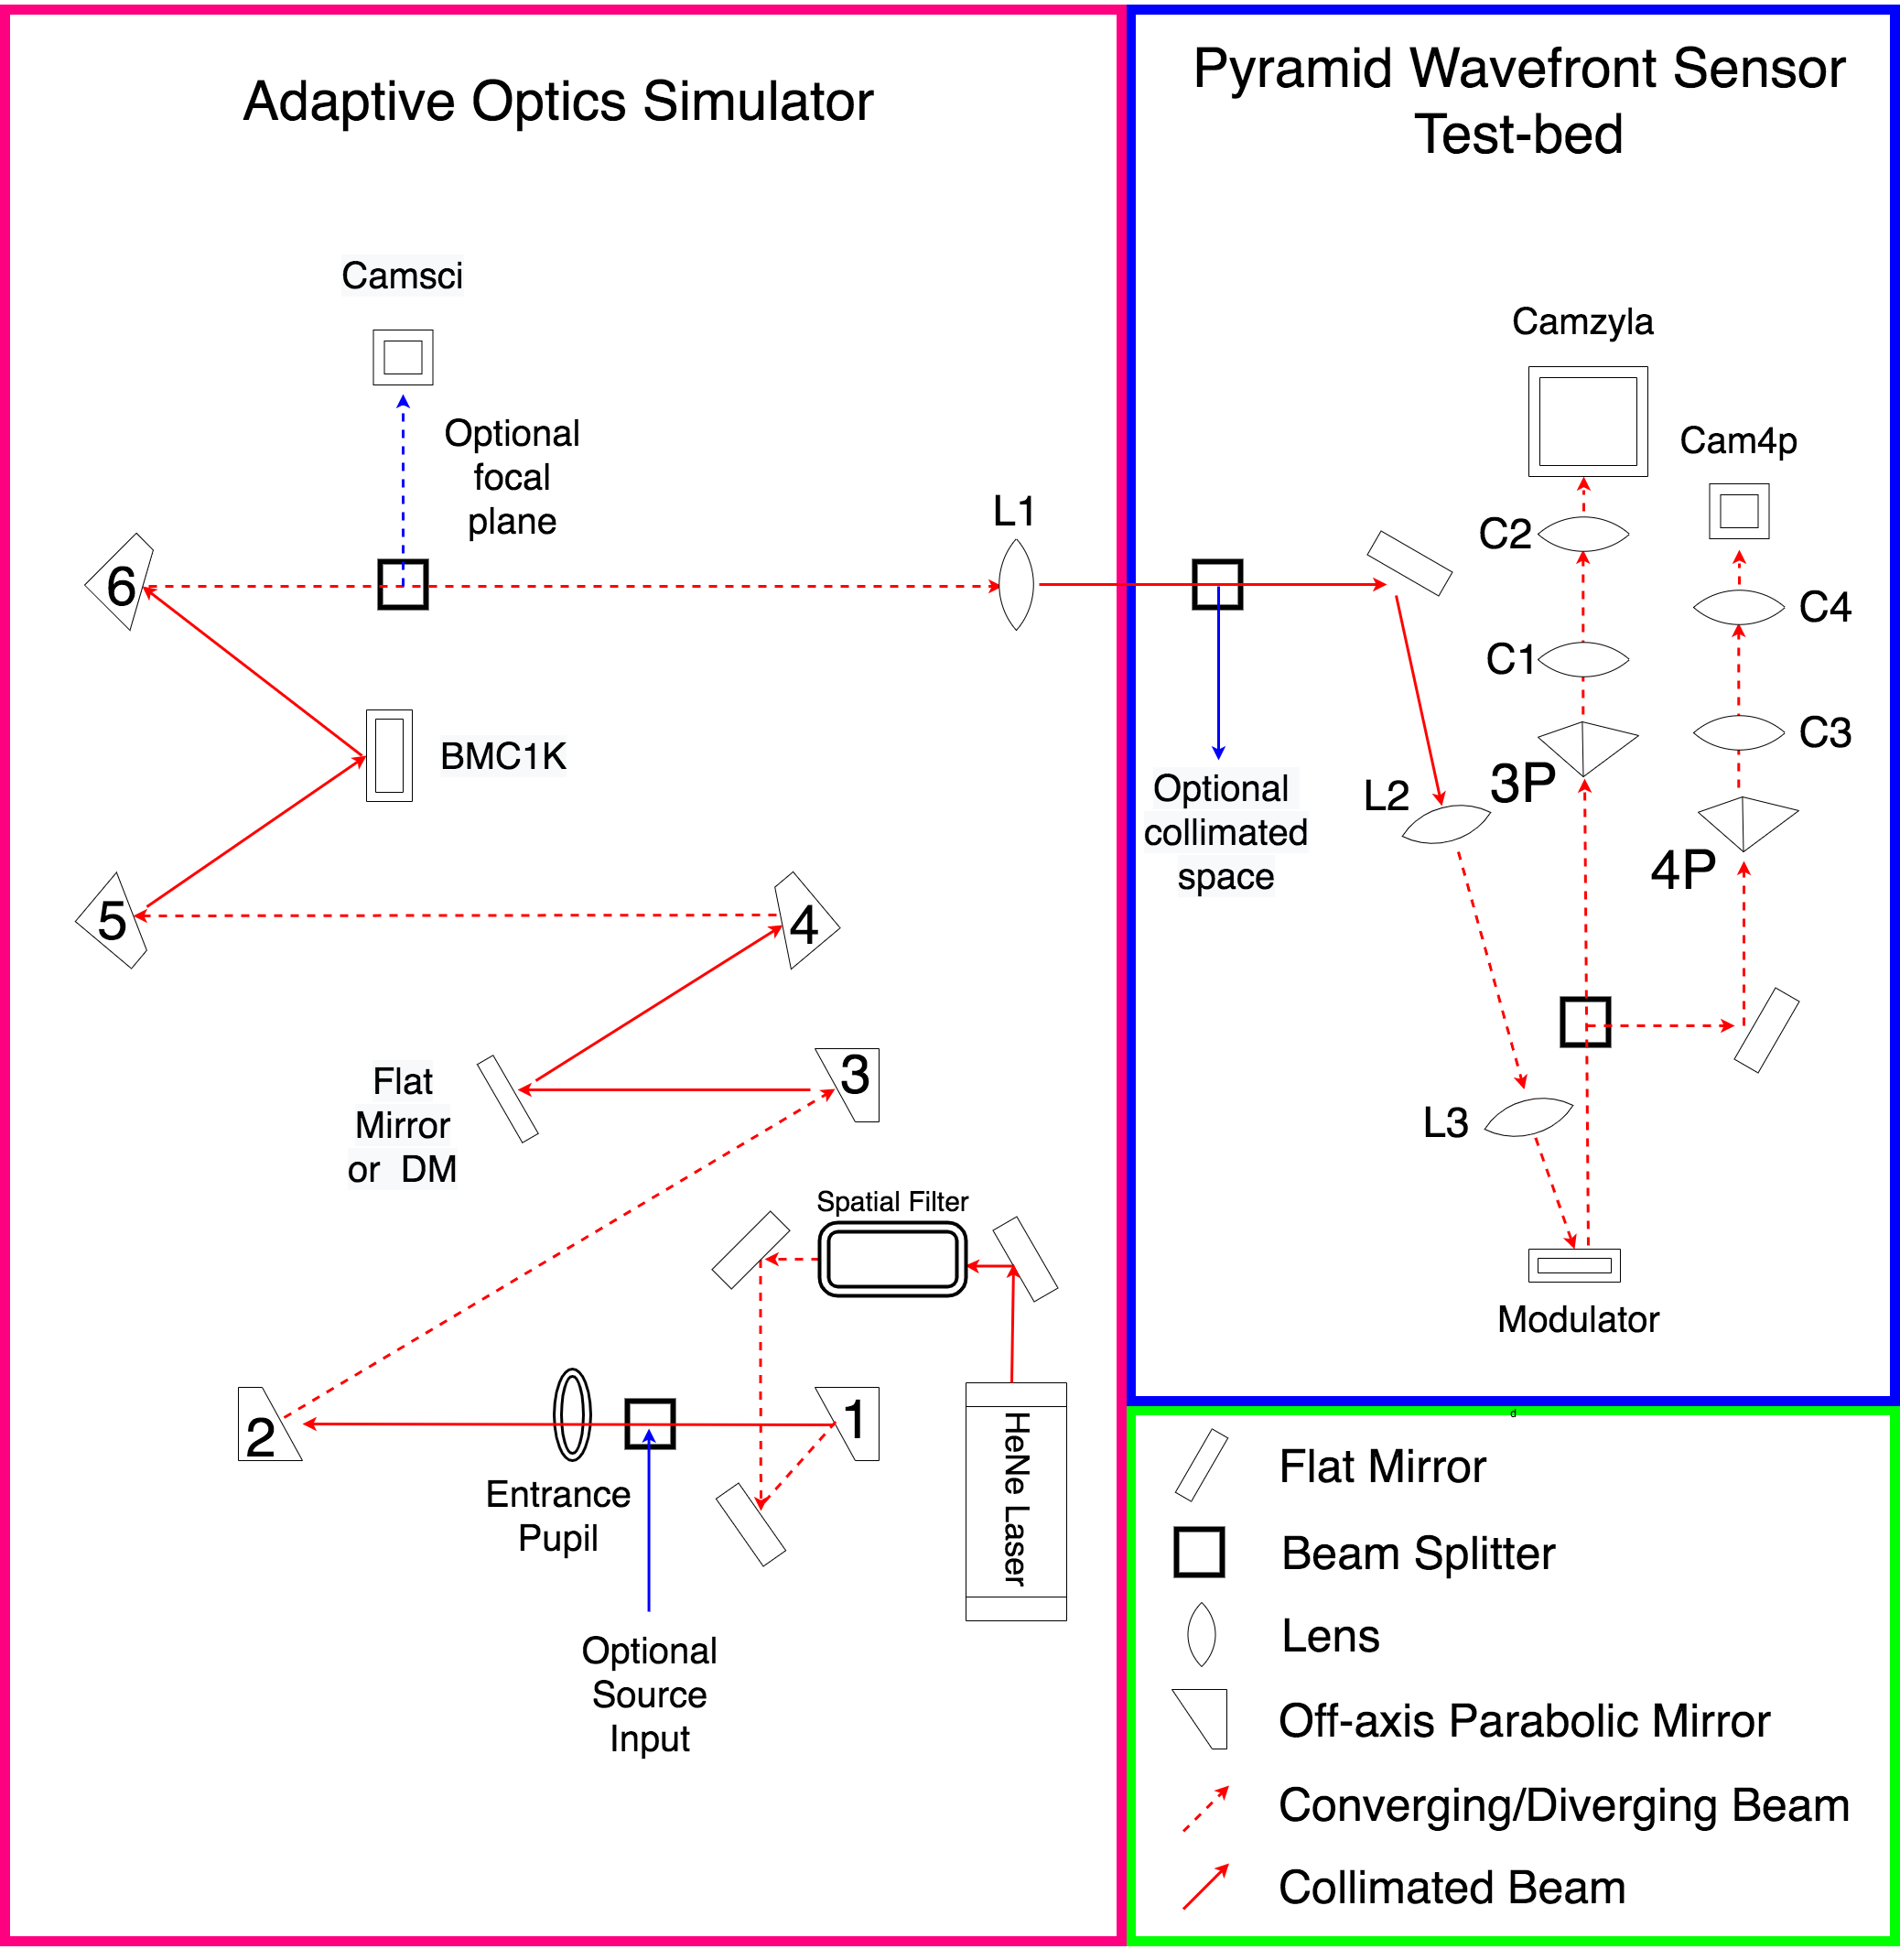 Adaptive Optics Simulator
Camsci
Optional
focal
plane
L1
6
BMC1K
5
4
3
Flat
Mirror
or DM
Spatial Filter
2
1
Entrance
Pupil
HeNe Laser
Optional
Source
Input
Pyramid Wavefront Sensor
Test-bed
Camzyla
Cam4p
C2
C4
C1
C3
3P
L2
4P
Optional
collimated
space
L3
Modulator
d
Flat Mirror
Beam Splitter
Lens
Off-axis Parabolic Mirror
Converging/Diverging Beam
Collimated Beam